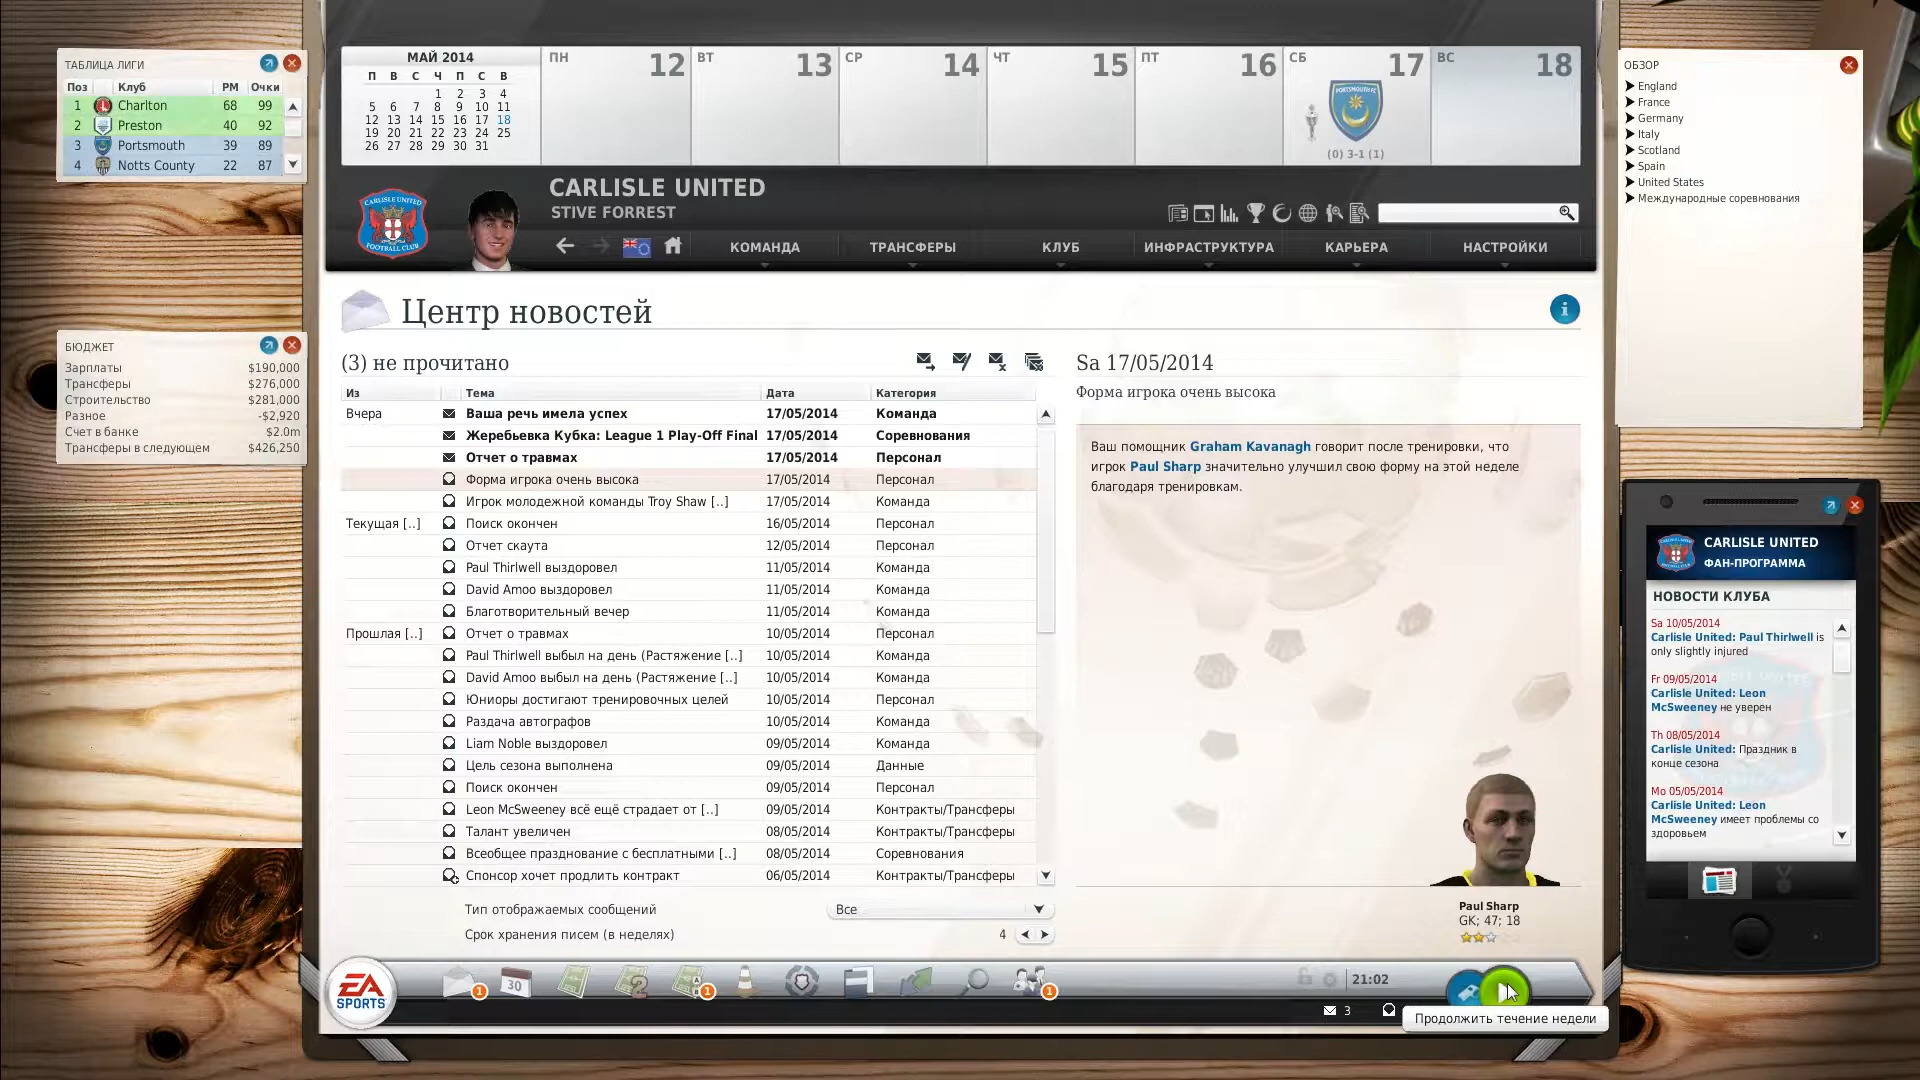 ТАБЛИЦА ЛИГИ
Поз Клуб РМ Очки
1 Charlton 68 99
2 Preston 40 92
3 Portsmouth 39 89
4 Notts County 22 87
БЮДЖЕТ
Зарплаты $190,000
Трансферы $276,000
Строительство $281,000
Разное -$2,920
Счет в банке $2.0m
Трансферы в следующем $426,250
МАЙ 2014
П В С Ч П С В
1 2 3 4
5 6 7 8 9 10 11
12 13 14 15 16 17 18
19 20 21 22 23 24 25
26 27 28 29 30 31
ПН 12
ВТ 13
СР 14
ЧТ 15
ПТ 16
СБ 17
PORTSMOUTH FC
(0) 3-1 (1)
ВС 18
CARLISLE UNITED
FOOTBALL CLUB
CARLISLE UNITED
STIVE FORREST
КОМАНДА ТРАНСФЕРЫ КЛУБ ИНФРАСТРУКТУРА КАРЬЕРА НАСТРОЙКИ
Центр новостей
i
(3) не прочитано
Из Тема Дата Категория
Вчера Ваша речь имела успех 17/05/2014 Команда
Жеребьевка Кубка: League 1 Play-Off Final 17/05/2014 Соревнования
Отчет о травмах 17/05/2014 Персонал
Форма игрока очень высока 17/05/2014 Персонал
Игрок молодежной команды Troy Shaw [..] 17/05/2014 Команда
Текущая [..] Поиск окончен 16/05/2014 Персонал
Отчет скаута 12/05/2014 Персонал
Paul Thirlwell выздоровел 11/05/2014 Команда
David Amoo выздоровел 11/05/2014 Команда
Благотворительный вечер 11/05/2014 Команда
Прошлая [..] Отчет о травмах 10/05/2014 Персонал
Paul Thirlwell выбыл на день (Растяжение [..] 10/05/2014 Команда
David Amoo выбыл на день (Растяжение [..] 10/05/2014 Команда
Юниоры достигают тренировочных целей 10/05/2014 Персонал
Раздача автографов 10/05/2014 Команда
Liam Noble выздоровел 09/05/2014 Команда
Цель сезона выполнена 09/05/2014 Данные
Поиск окончен 09/05/2014 Персонал
Leon McSweeney всё ещё страдает от [..] 09/05/2014 Контракты/Трансферы
Талант увеличен 08/05/2014 Контракты/Трансферы
Всеобщее празднование с бесплатными [..] 08/05/2014 Соревнования
Спонсор хочет продлить контракт 06/05/2014 Контракты/Трансферы
Тип отображаемых сообщений Все
Срок хранения писем (в неделях) 4
Sa 17/05/2014
Форма игрока очень высока
Ваш помощник Graham Kavanagh говорит после тренировки, что
игрок Paul Sharp значительно улучшил свою форму на этой неделе
благодаря тренировкам.
Paul Sharp
GK; 47; 18
EA
SPORTS
1
30
2
1
1
21:02
3
Продолжить течение недели
ОБЗОР
England
France
Germany
Italy
Scotland
Spain
United States
Международные соревнования
CARLISLE UNITED
ФАН-ПРОГРАММА
НОВОСТИ КЛУБА
Sa 10/05/2014
Carlisle United: Paul Thirlwell is
only slightly injured
Fr 09/05/2014
Carlisle United: Leon
McSweeney не уверен
Th 08/05/2014
Carlisle United: Праздник в
конце сезона
Mo 05/05/2014
Carlisle United: Leon
McSweeney имеет проблемы со
здоровьем